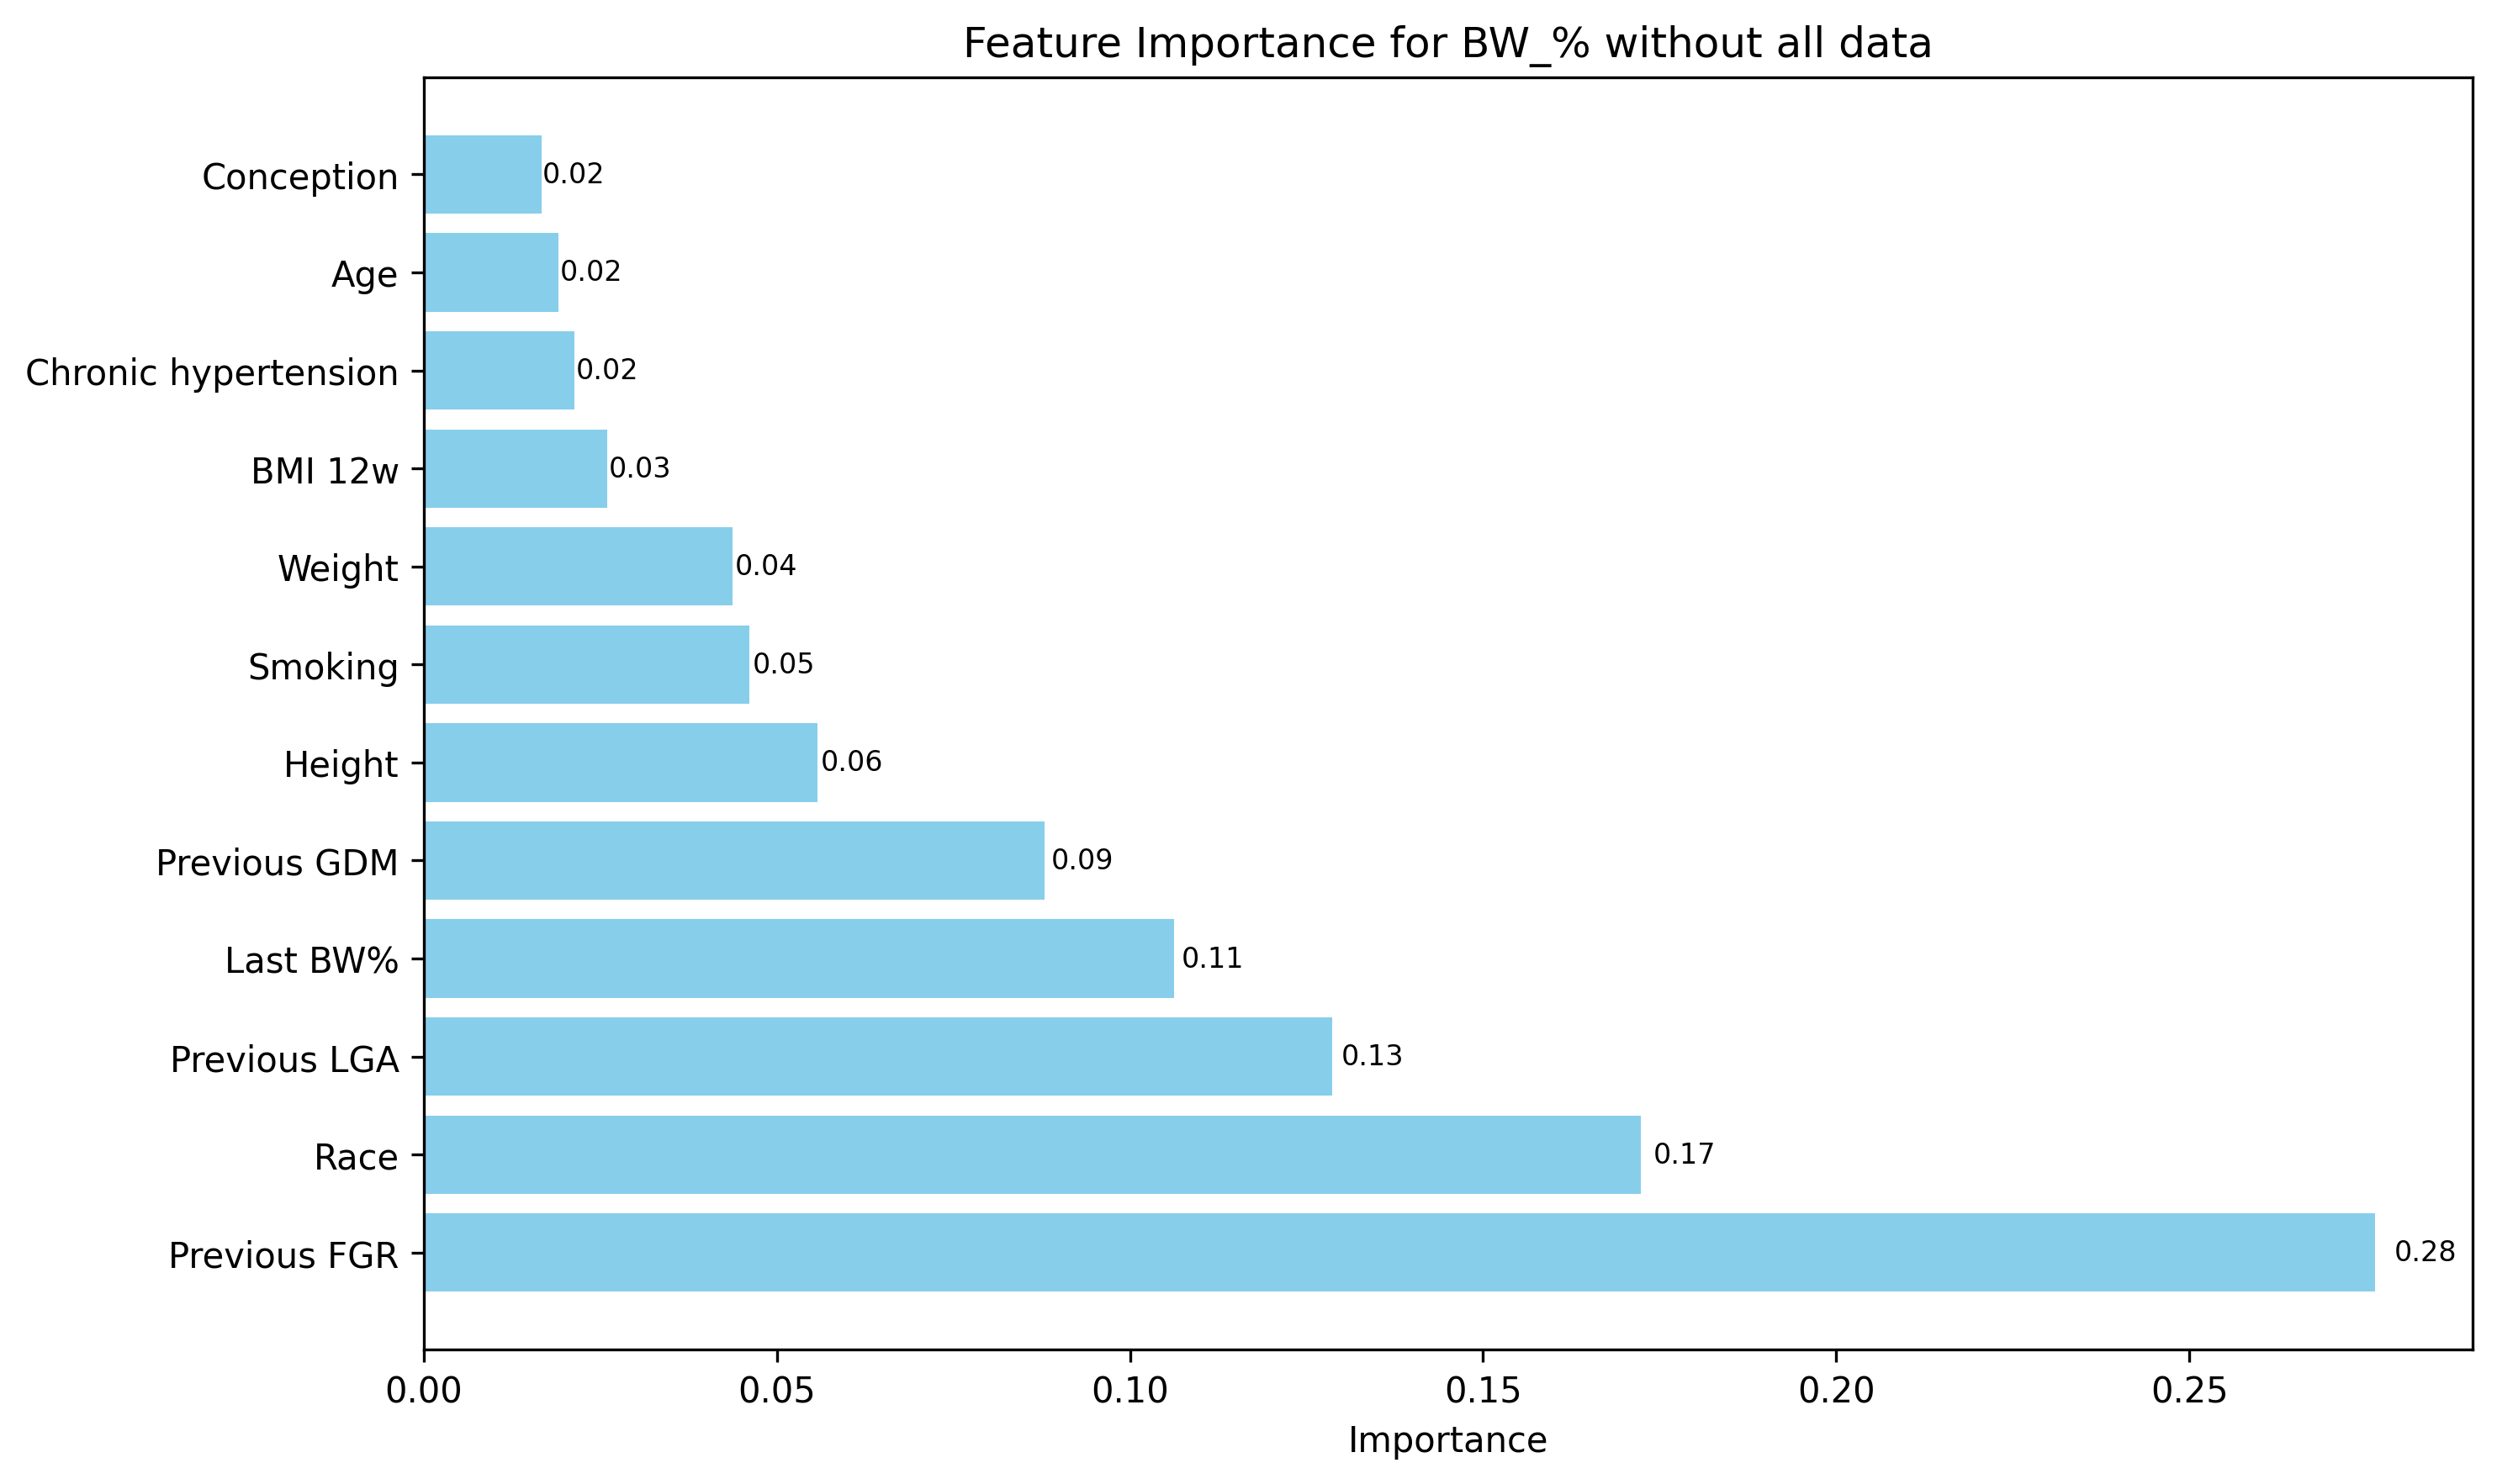 Feature Importance for BW_% without all data
Conception 0.02
Age 0.02
Chronic hypertension 0.02
BMI 12w 0.03
Weight 0.04
Smoking 0.05
Height 0.06
Previous GDM 0.09
Last BW% 0.11
Previous LGA 0.13
Race 0.17
Previous FGR 0.28
0.00 0.05 0.10 0.15 0.20 0.25
Importance